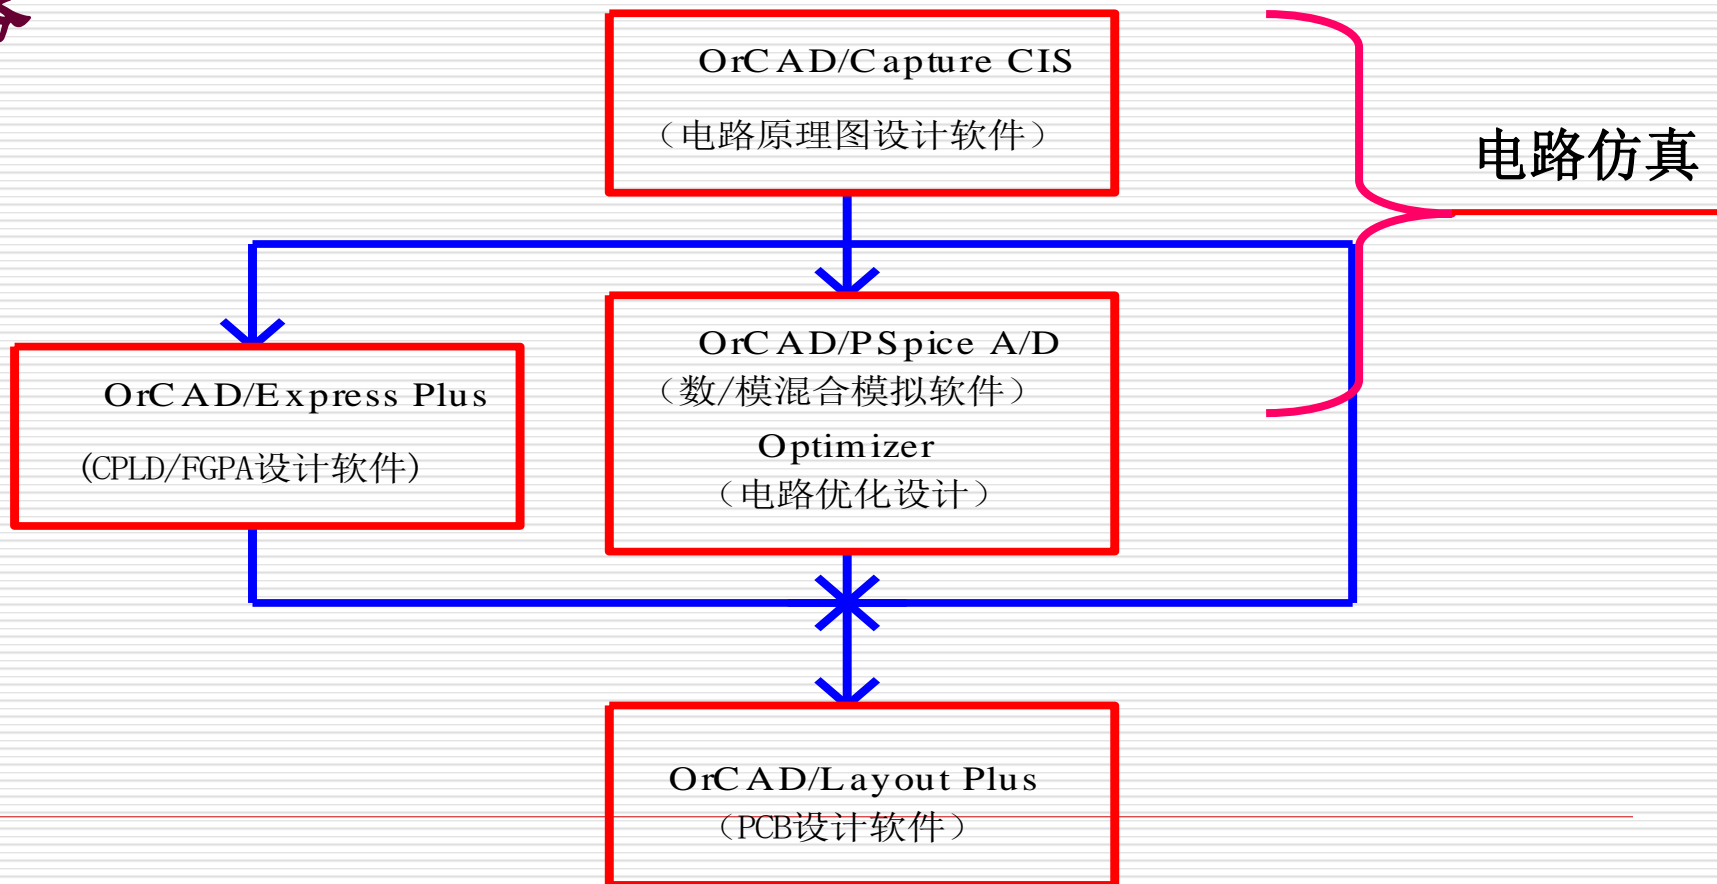 OrCAD/Capture CIS
（电路原理图设计软件）
电路仿真
OrCAD/PSpice A/D
（数/模混合模拟软件）
Optimizer
（电路优化设计）
OrCAD/Express Plus
(CPLD/FGPA设计软件)
OrCAD/Layout Plus
（PCB设计软件）